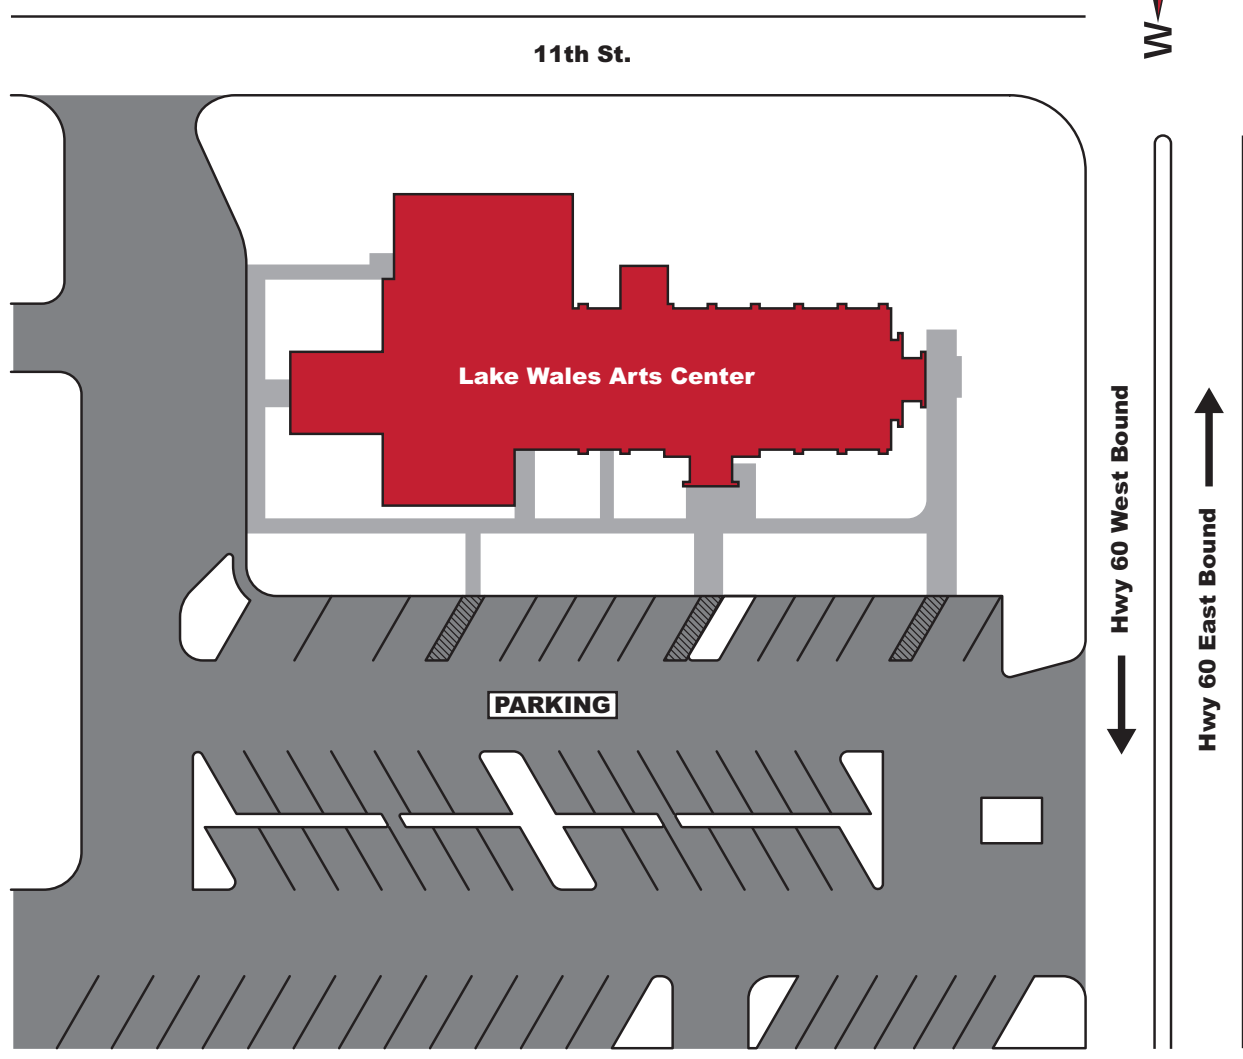 11th St.
W
Lake Wales Arts Center
Hwy 60 West Bound
Hwy 60 East Bound
PARKING